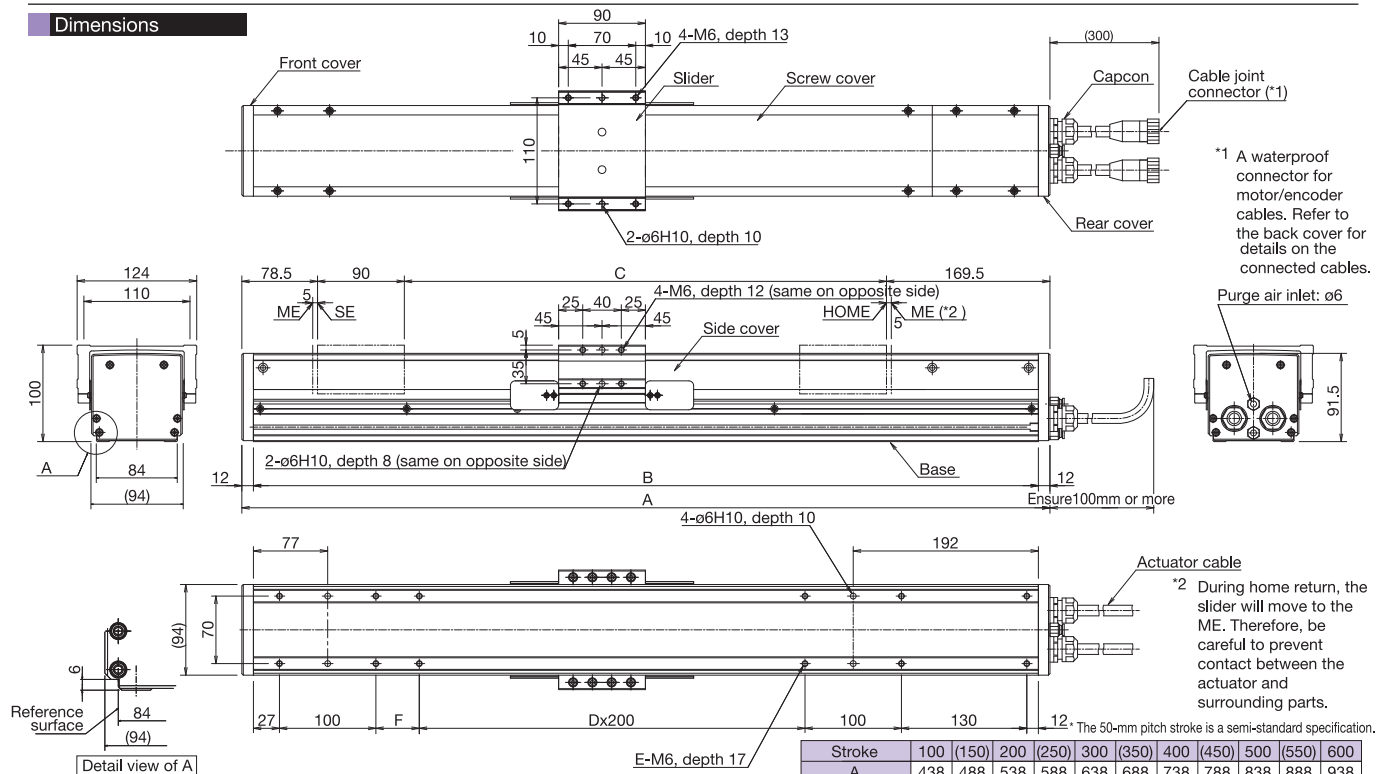 Dimensions
90
10 70 10
45 45
4-M6, depth 13
Front cover
Slider
Screw cover
(300)
Capcon
Cable joint
connector (*1)
110
2-ø6H10, depth 10
Rear cover
*1 A waterproof
connector for
motor/encoder
cables. Refer to
the back cover for
details on the
connected cables.
124
110
78.5 90 C 169.5
5
ME SE
25 40 25
45 45
4-M6, depth 12 (same on opposite side)
HOME ME (*2 )
5
Purge air inlet: ø6
5
35
Side cover
100
91.5
A
84
(94)
2-ø6H10, depth 8 (same on opposite side)
Base
12 B 12
A
Ensure100mm or more
4-ø6H10, depth 10
77 192
Actuator cable
*2 During home return, the
slider will move to the
ME. Therefore, be
careful to prevent
contact between the
actuator and
surrounding parts.
(94)
70
6
Reference
surface
84
(94)
Detail view of A
27 100 F Dx200 100 130 12
E-M6, depth 17
* The 50-mm pitch stroke is a semi-standard specification.
Stroke 100 (150) 200 (250) 300 (350) 400 (450) 500 (550) 600
A 438 488 538 588 638 688 738 788 838 888 938